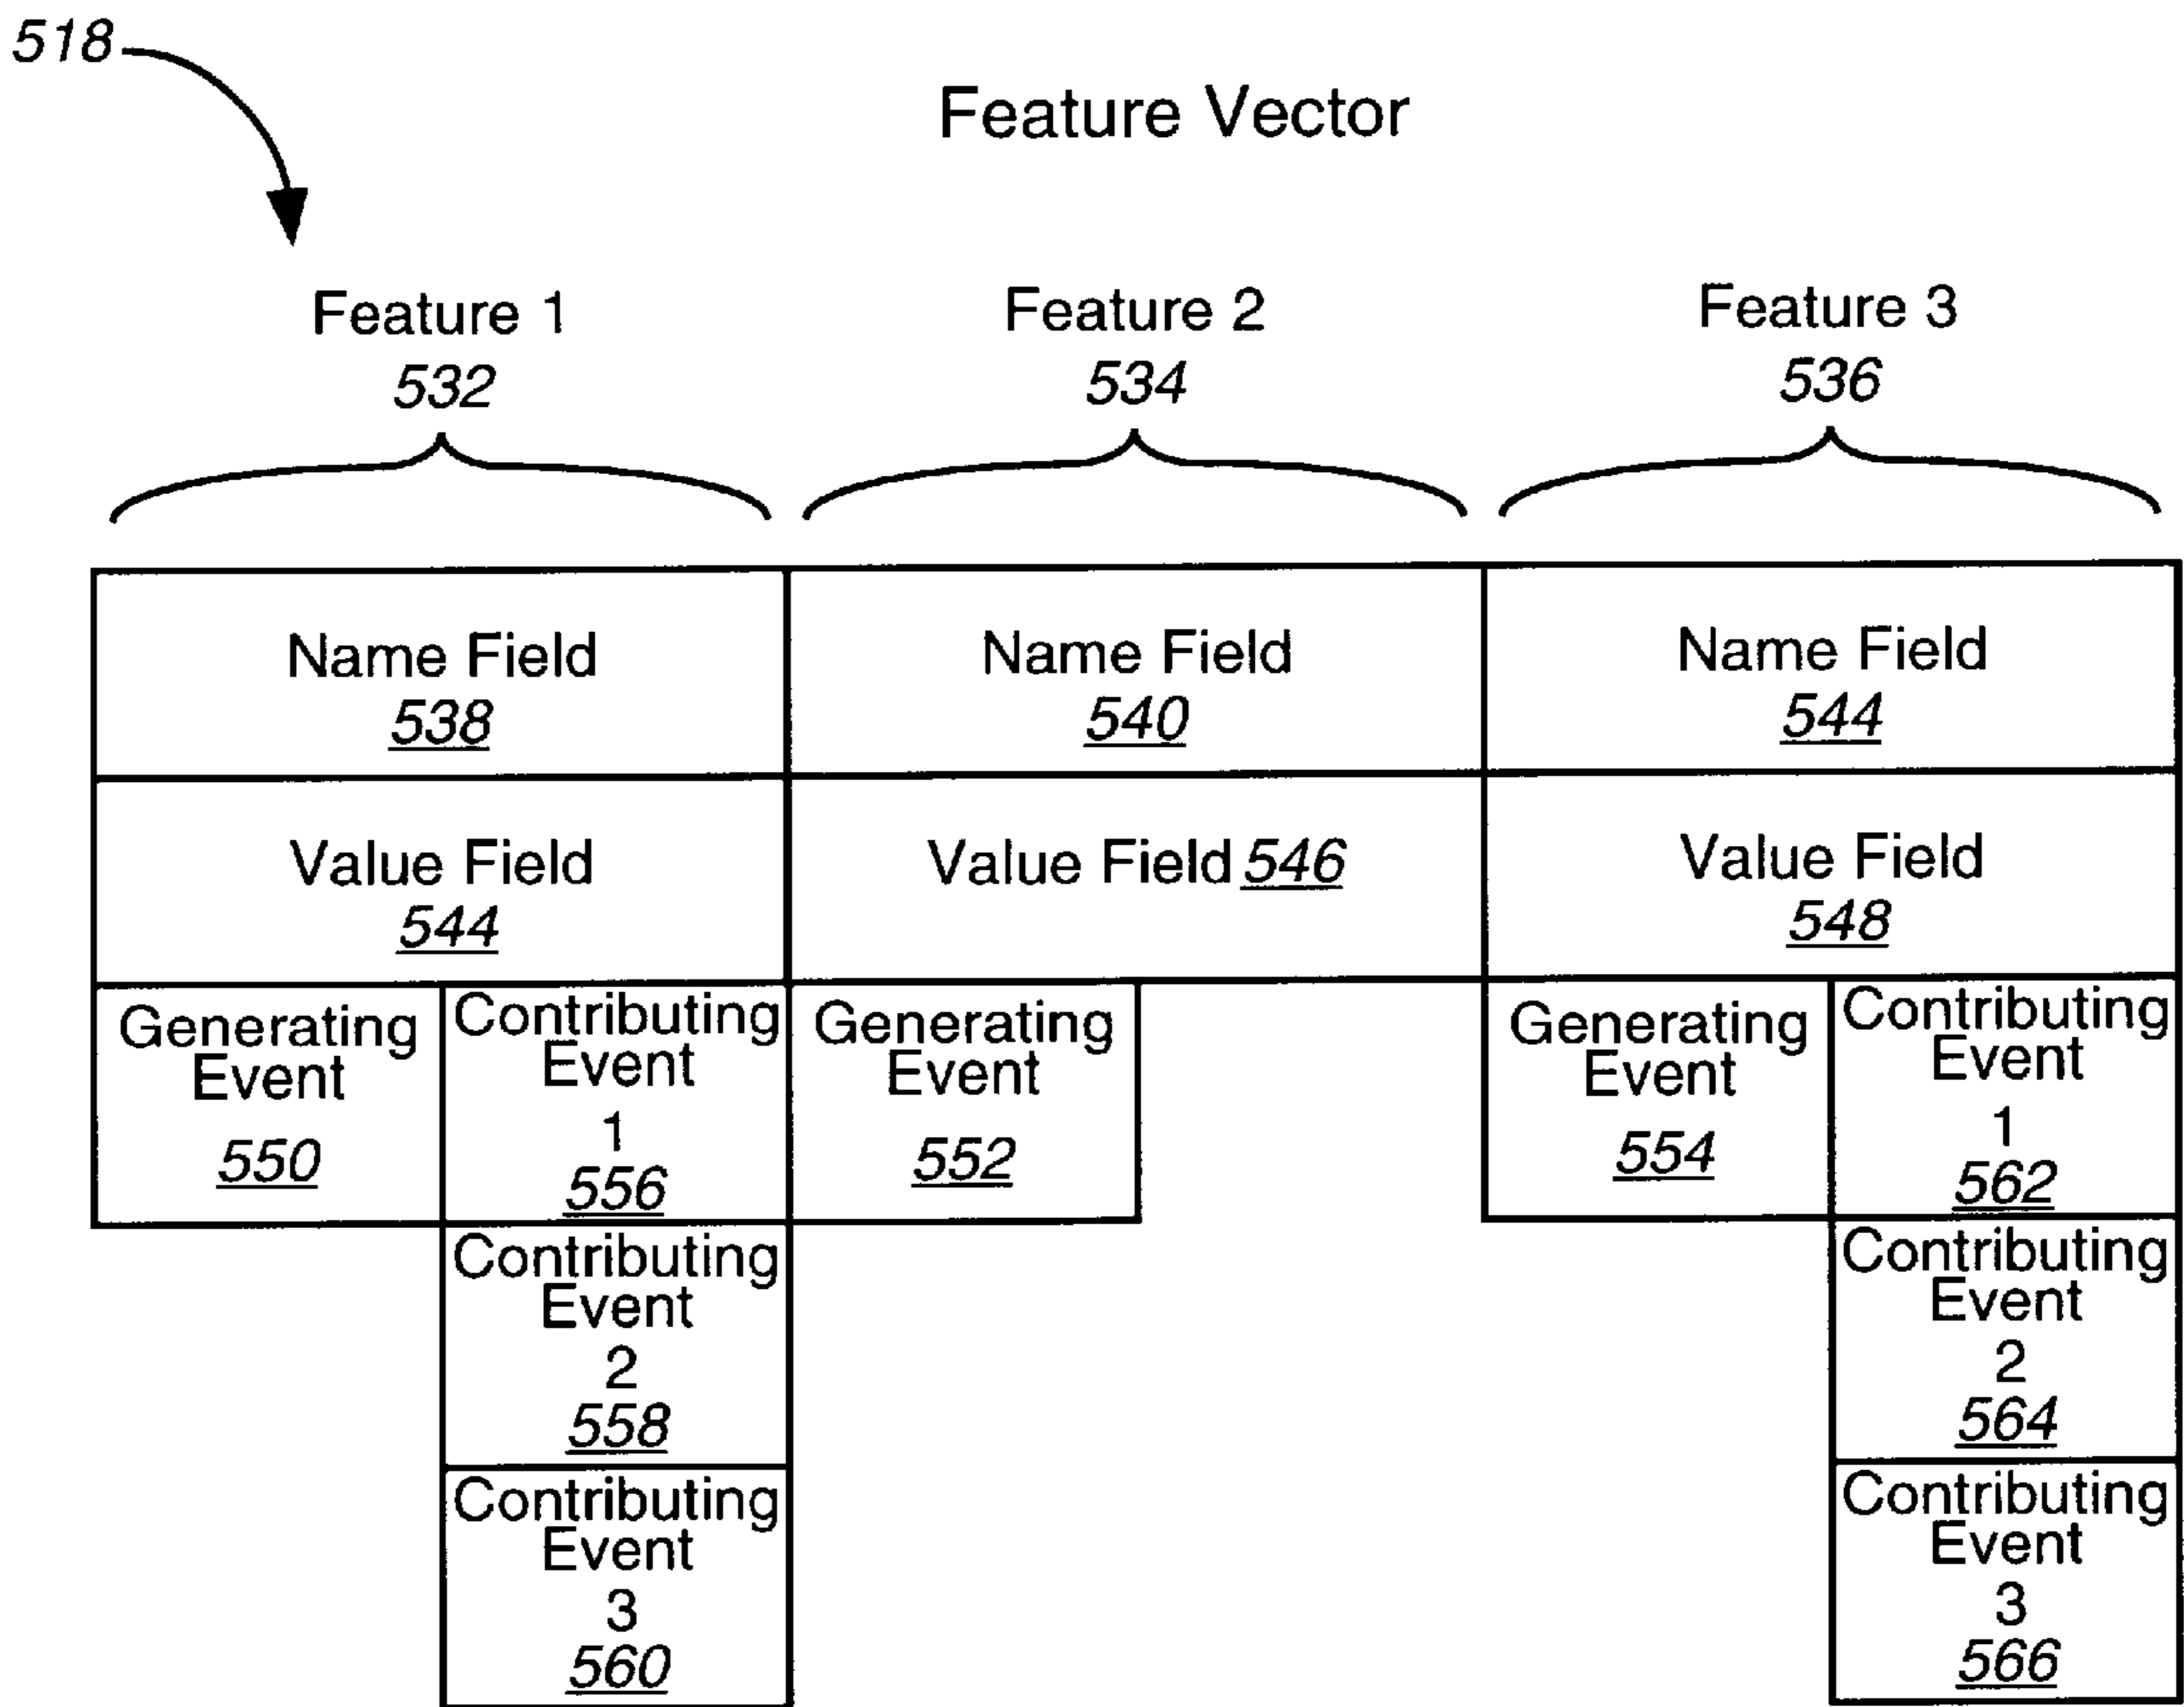 518
Feature Vector
Feature 1
532
Feature 2
534
Feature 3
536
Name Field
538
Name Field
540
Name Field
544
Value Field
544
Value Field 546
Value Field
548
Generating
Event
550
Contributing
Event
1
556
Generating
Event
552
Generating
Event
554
Contributing
Event
1
562
Contributing
Event
2
558
Contributing
Event
2
564
Contributing
Event
3
560
Contributing
Event
3
566